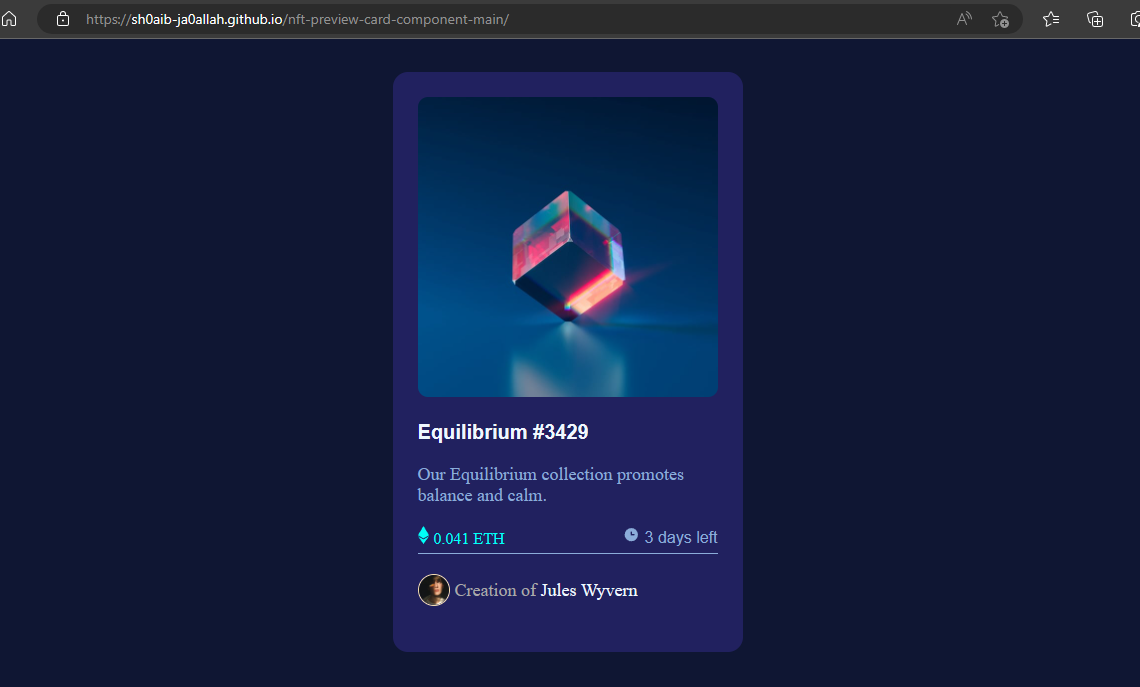 https://sh0aib-ja0allah.github.io/nft-preview-card-component-main/
Equilibrium #3429
Our Equilibrium collection promotes
balance and calm.
0.041 ETH
3 days left
Creation of Jules Wyvern